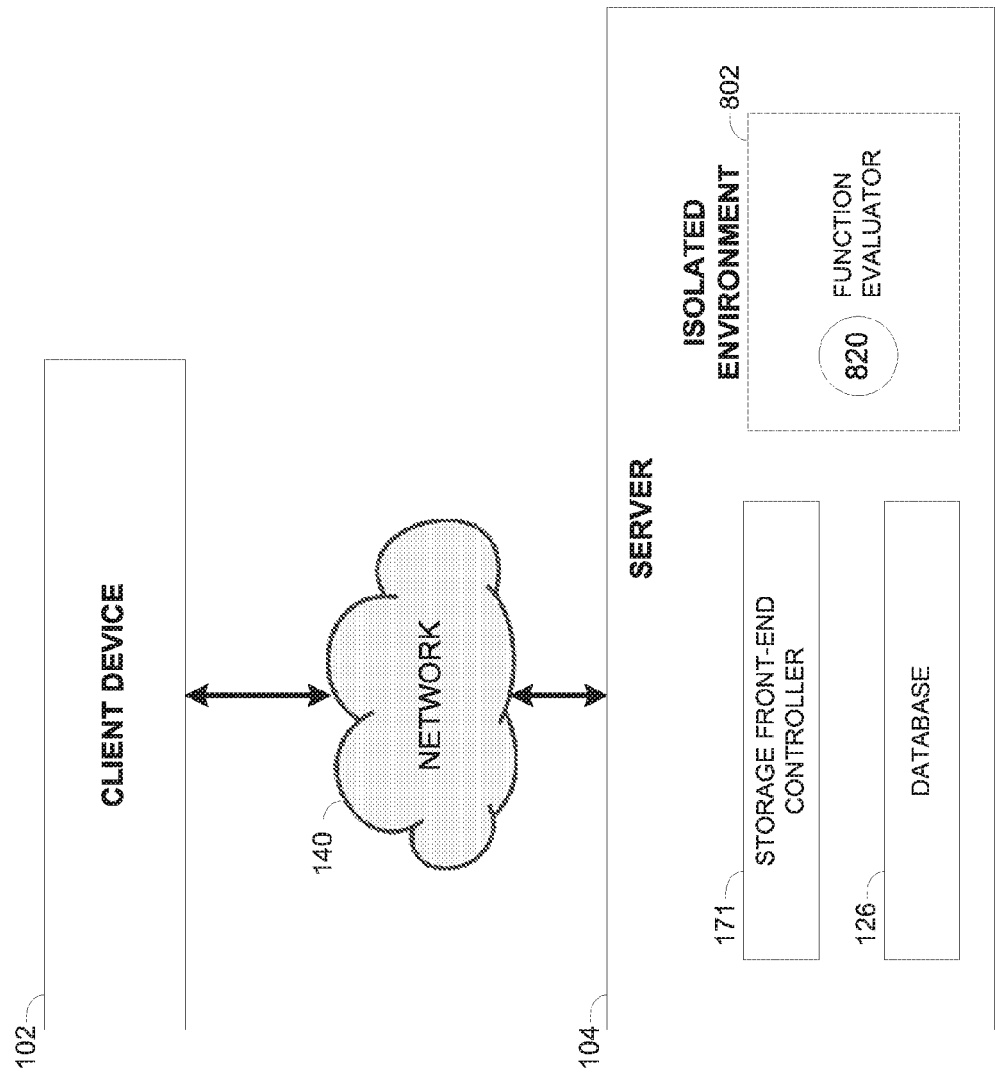 102
CLIENT DEVICE
140
NETWORK
104
SERVER
171
STORAGE FRONT-END
CONTROLLER
126
DATABASE
ISOLATED
ENVIRONMENT
802
820
FUNCTION
EVALUATOR